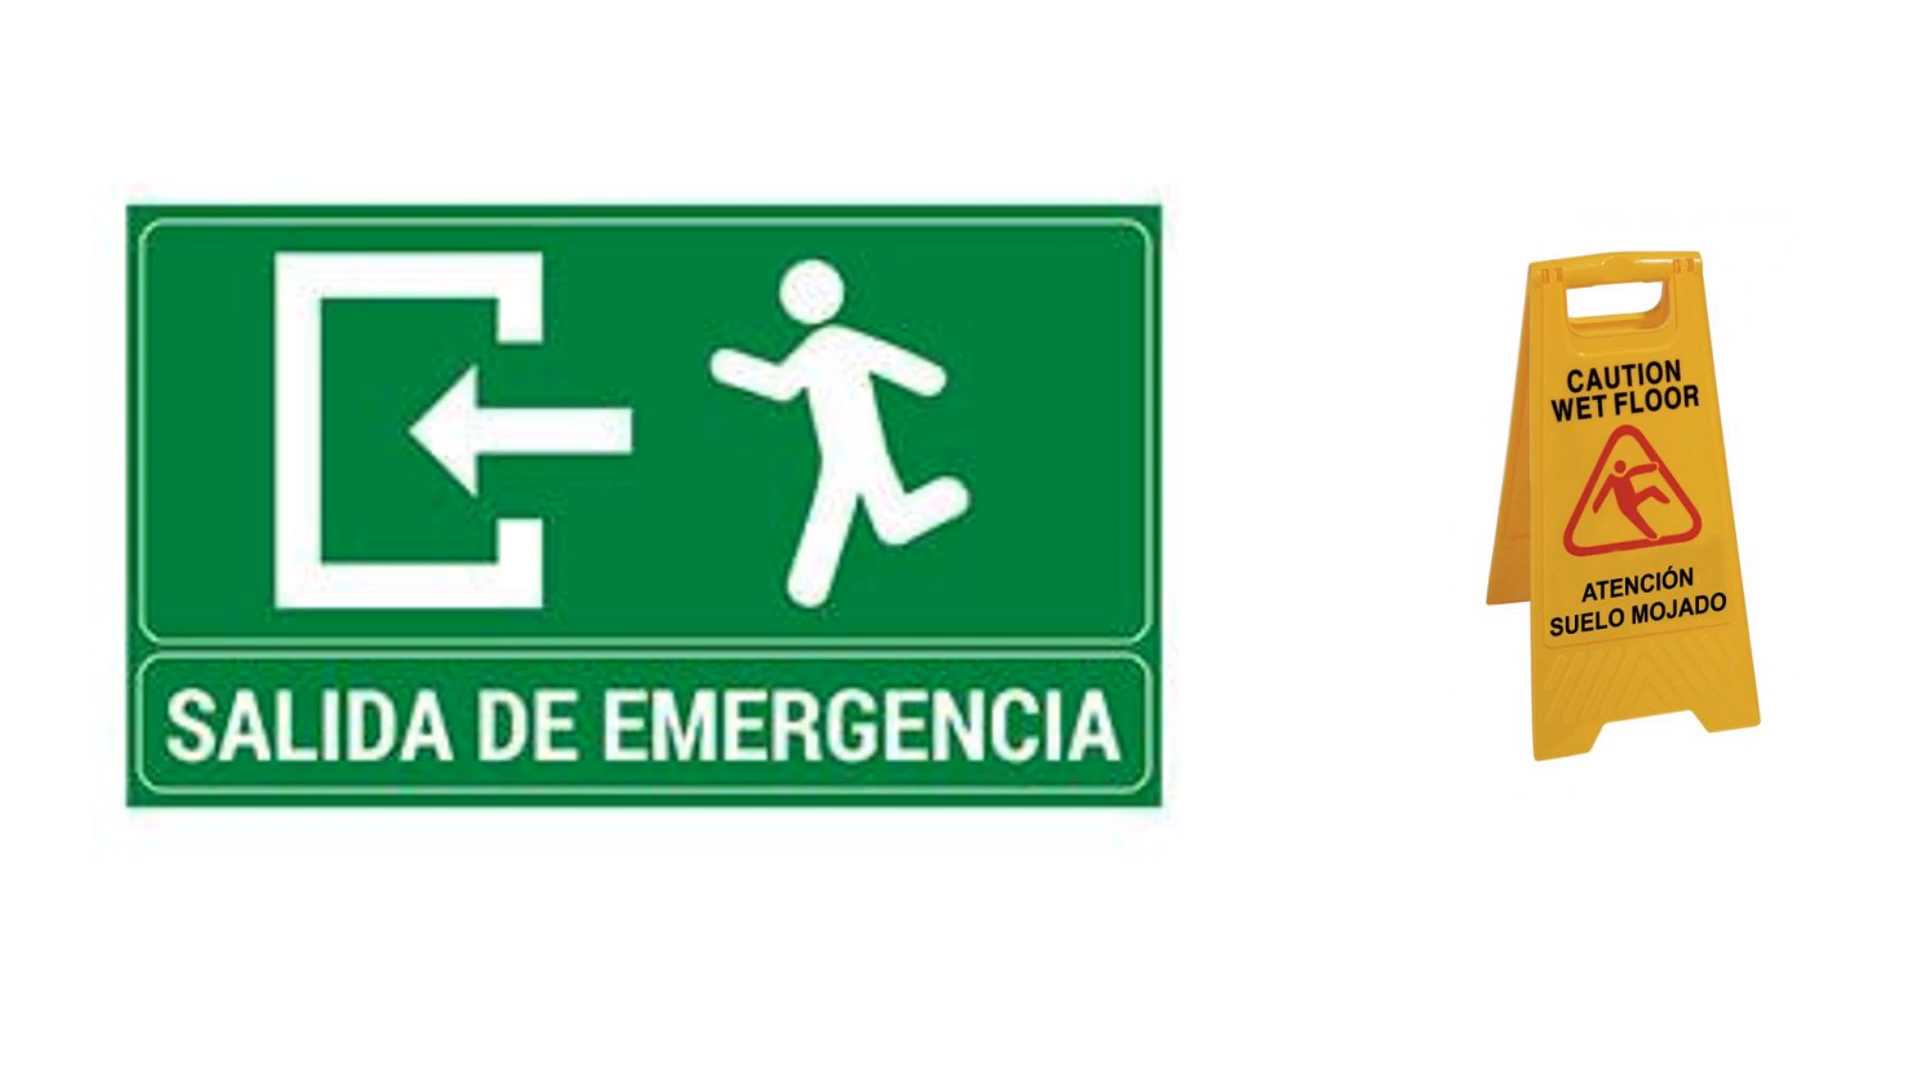 SALIDA DE EMERGENCIA
CAUTION
WET FLOOR
ATENCIÓN
SUELO MOJADO